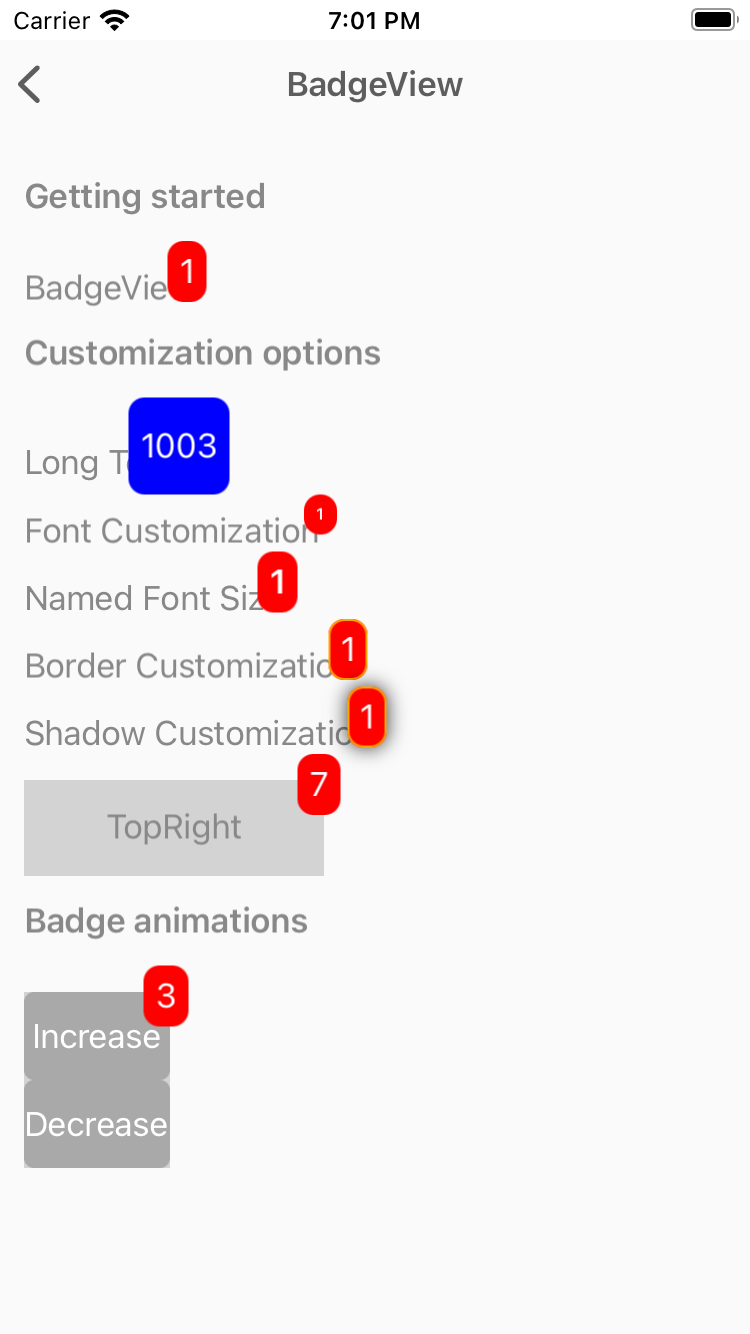 Carrier 7:01 PM
BadgeView
Getting started
BadgeVie 1
Customization options
Long T 1003
Font Customization 1
Named Font Siz 1
Border Customizatio 1
Shadow Customizatio 1
7
TopRight
Badge animations
3
Increase
Decrease